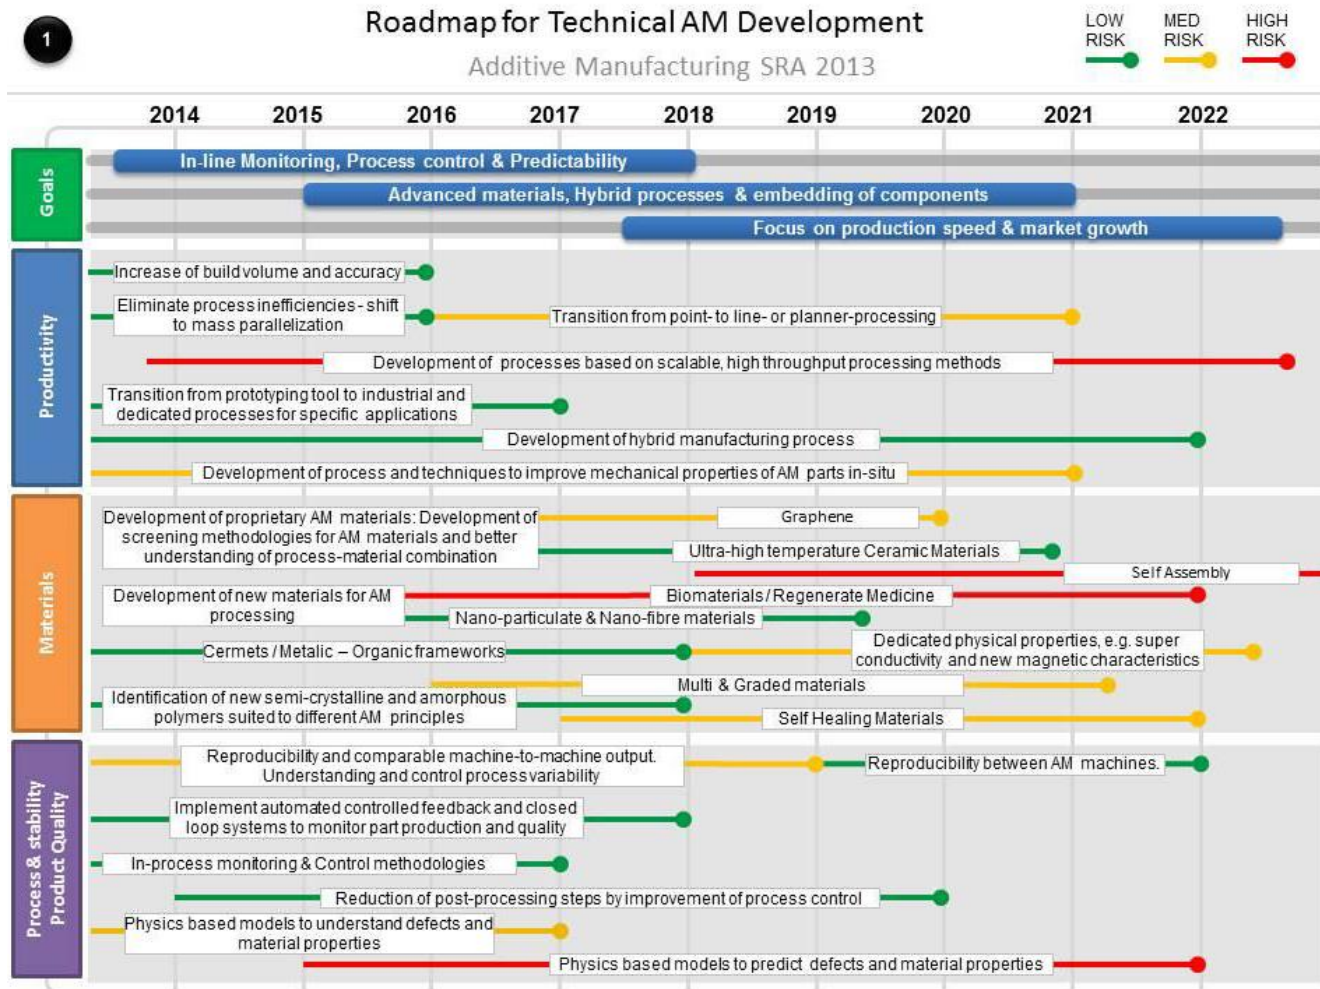 1
Roadmap for Technical AM Development
Additive Manufacturing SRA 2013
LOW
RISK
MED
RISK
HIGH
RISK
2014 2015 2016 2017 2018 2019 2020 2021 2022
Goals
In-line Monitoring, Process control & Predictability
Advanced materials, Hybrid processes & embedding of components
Focus on production speed & market growth
Productivity
Increase of build volume and accuracy
Eliminate process inefficiencies - shift
to mass parallelization
Transition from point- to line- or planner-processing
Development of processes based on scalable, high throughput processing methods
Transition from prototyping tool to industrial and
dedicated processes for specific applications
Development of hybrid manufacturing process
Development of process and techniques to improve mechanical properties of AM parts in-situ
Materials
Development of proprietary AM materials: Development of
screening methodologies for AM materials and better
understanding of process-material combination
Graphene
Ultra-high temperature Ceramic Materials
Self Assembly
Development of new materials for AM
processing
Biomaterials / Regenerate Medicine
Nano-particulate & Nano-fibre materials
Cermets / Metalic – Organic frameworks
Dedicated physical properties, e.g. super
conductivity and new magnetic characteristics
Multi & Graded materials
Identification of new semi-crystalline and amorphous
polymers suited to different AM principles
Self Healing Materials
Process & stability
Product Quality
Reproducibility and comparable machine-to-machine output.
Understanding and control process variability
Reproducibility between AM machines.
Implement automated controlled feedback and closed
loop systems to monitor part production and quality
In-process monitoring & Control methodologies
Reduction of post-processing steps by improvement of process control
Physics based models to understand defects and
material properties
Physics based models to predict defects and material properties